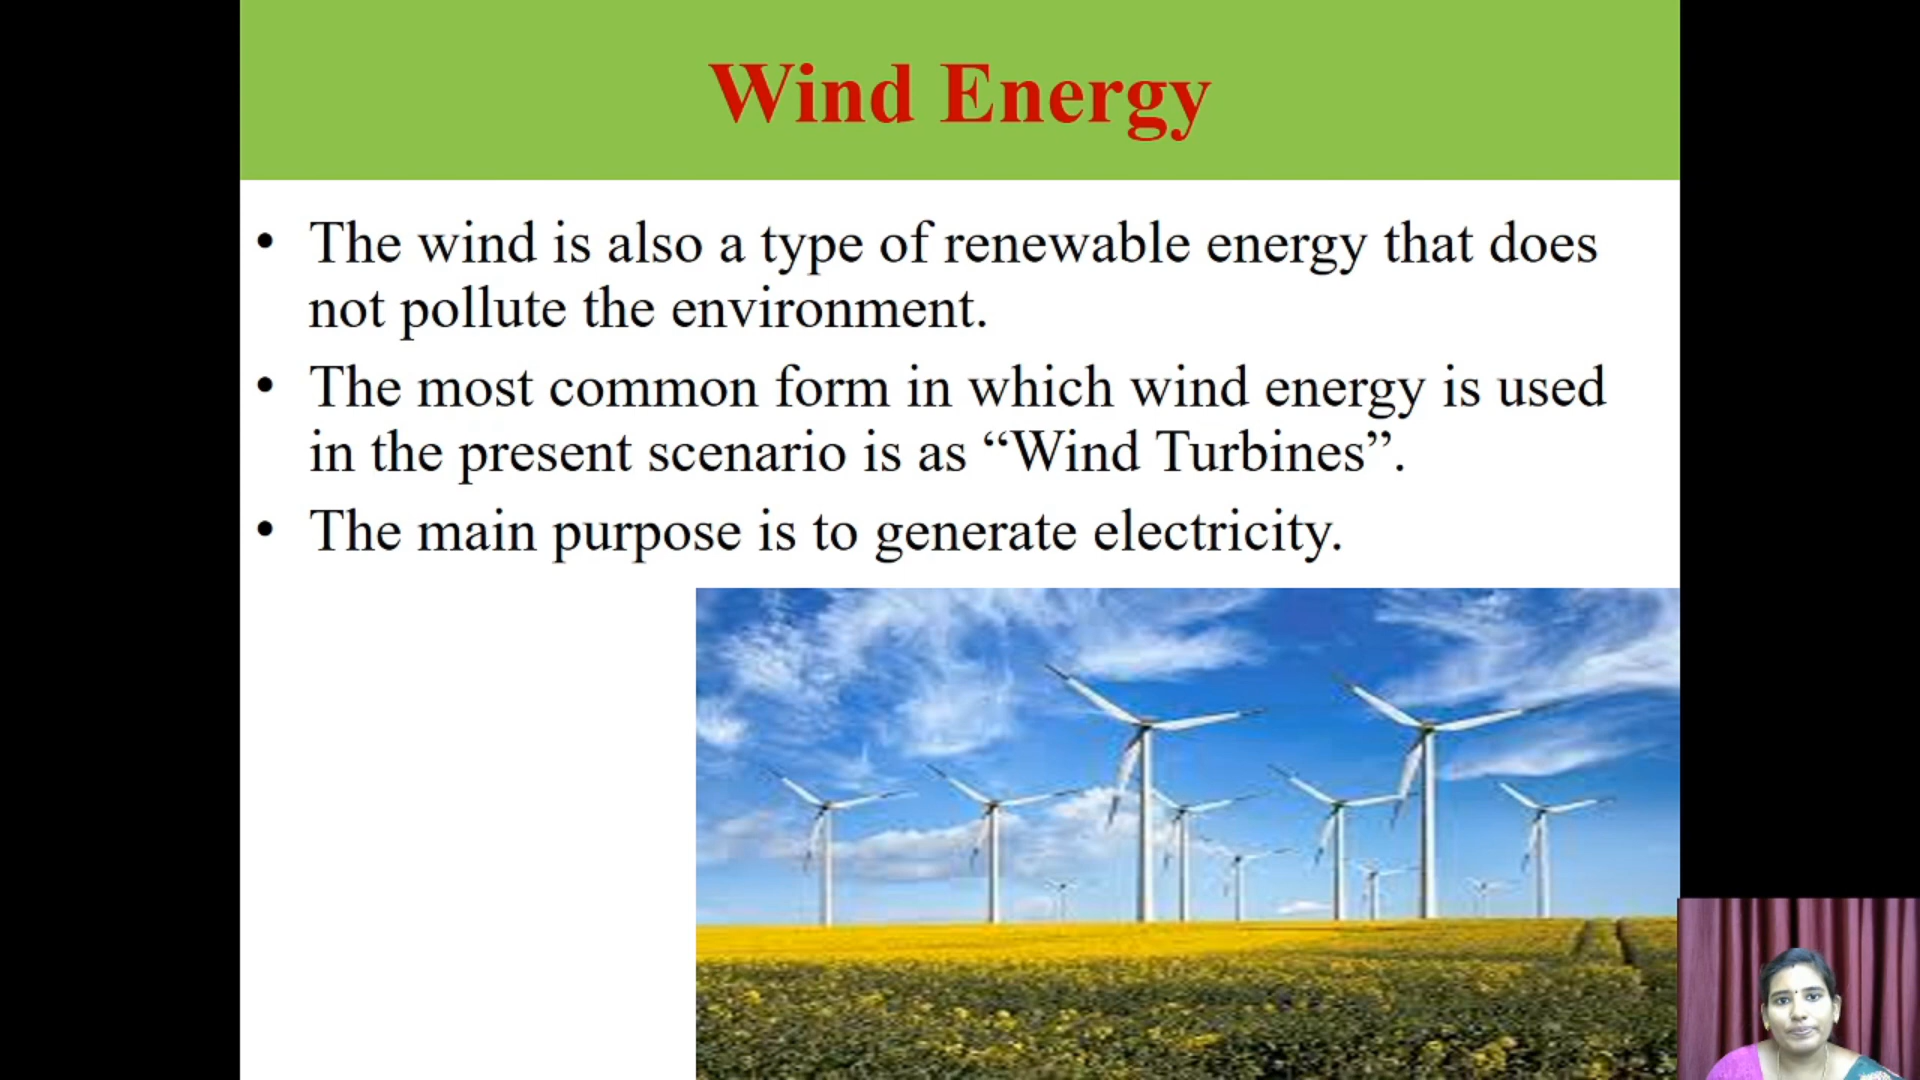 Wind Energy
• The wind is also a type of renewable energy that does
not pollute the environment.
• The most common form in which wind energy is used
in the present scenario is as “Wind Turbines”.
• The main purpose is to generate electricity.